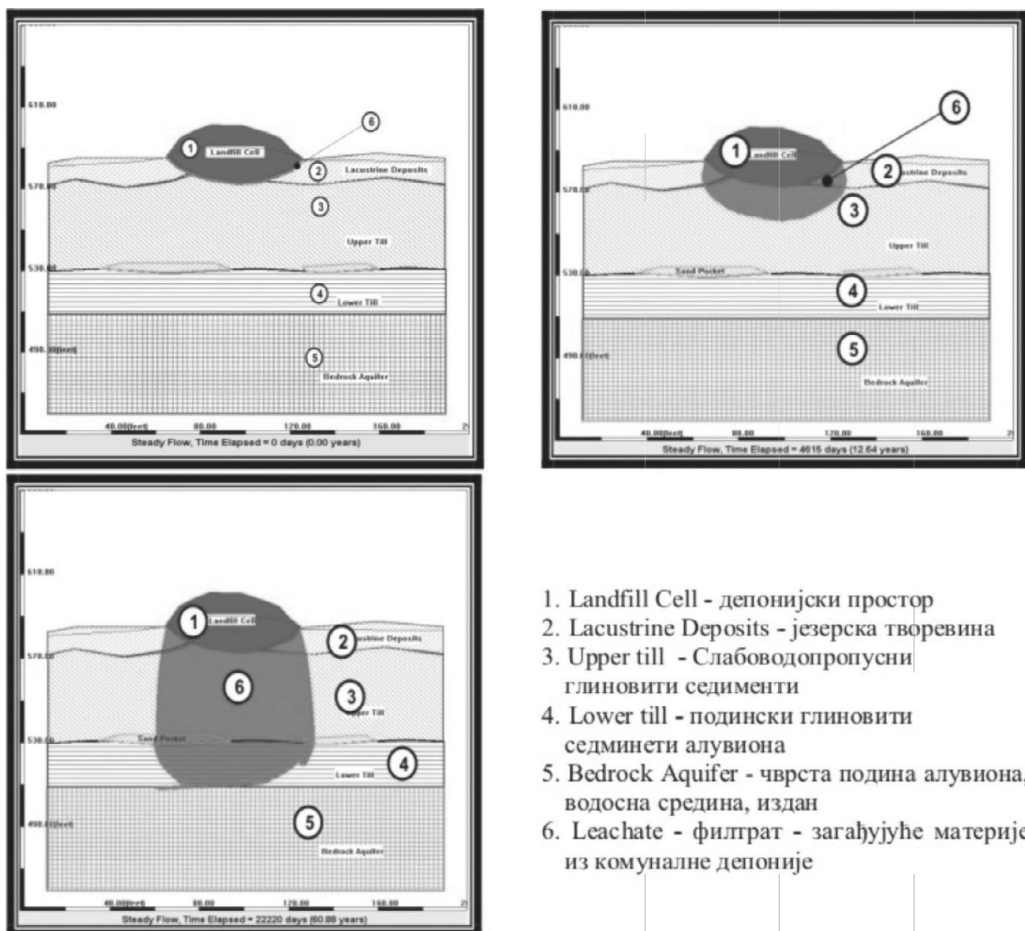 610.00
570.00
530.00
490.00(feet)
1
Landfill Cell
6
2
Lacustrine Deposits
3
Upper Till
4
Lower Till
5
Bedrock Aquifer
40.00(feet) 80.00 120.00 160.00 2
Steady Flow, Time Elapsed = 0 days (0.00 years)
610.00
570.00
530.00
490.00(feet)
6
1
Landfill Cell
2
ustrine Deposits
3
Upper Till
Sand Pocket
4
Lower Till
5
Bedrock Aquifer
40.00(feet) 80.00 120.00 160.00 2
Steady Flow, Time Elapsed = 4615 days (12.64 years)
610.00
570.00
530.00
490.00(feet)
1
Landfill Cell
2
ustrine Deposits
6
3
Upper Till
Sand Pocket
4
Lower Till
5
Bedrock Aquifer
40.00(feet) 80.00 120.00 160.00 2
Steady Flow, Time Elapsed = 22220 days (60.88 years)
1. Landfill Cell - депонијски простор
2. Lacustrine Deposits - језерска творевина
3. Upper till - Слабоводопропусни
глиновити седименти
4. Lower till - подински глиновити
седминети алувиона
5. Bedrock Aquifer - чврста подина алувиона,
водосна средина, издан
6. Leachate - филтрат - загађујуће материје
из комуналне депоније